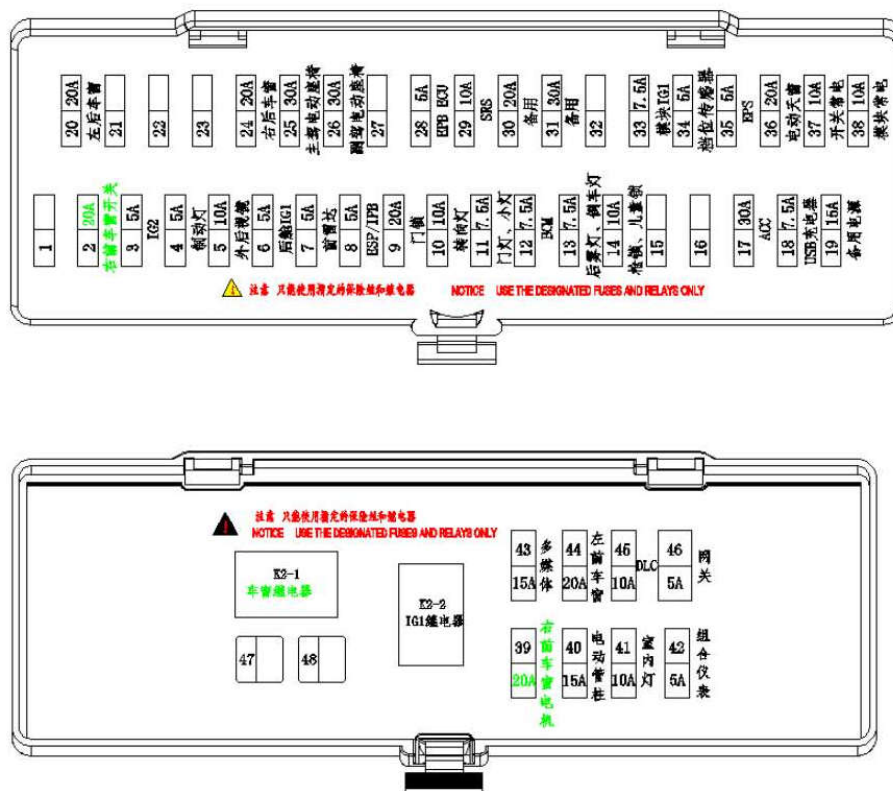 20 20A
左后车窗
21
22
23
24 20A
右后车窗
25 30A
主驾电动座椅
26 30A
副驾电动座椅
27
28 5A
EPB ECU
29 10A
SRS
30 20A
备用
31 30A
备用
32
33 7.5A
模块IG1
34 5A
档位传感器
35 5A
EPS
36 20A
电动天窗
37 10A
开关常电
38 10A
模块常电
1
2 20A
右前车窗开关
3 5A
IG2
4 5A
制动灯
5 10A
外后视镜
6 5A
后舱IG1
7 5A
前雷达
8 5A
ESP/IPB
9 20A
门锁
10 10A
转向灯
11 7.5A
门灯、小灯
12 7.5A
BCM
13 7.5A
后雾灯、倒车灯
14 10A
枪锁、儿童锁
15
16
17 30A
ACC
18 7.5A
USB充电器
19 15A
备用电源
注意 只能使用指定的保险丝和继电器 NOTICE USE THE DESIGNATED FUSES AND RELAYS ONLY
注意 只能使用指定的保险丝和继电器
NOTICE USE THE DESIGNATED FUSES AND RELAYS ONLY
K2-1
车窗继电器
K2-2
IG1继电器
47
48
43 15A
多媒体
44 20A
左前车窗
45 10A
DLC
46 5A
网关
39 20A
右前车窗电机
40 15A
电动管柱
41 10A
室内灯
42 5A
组合仪表